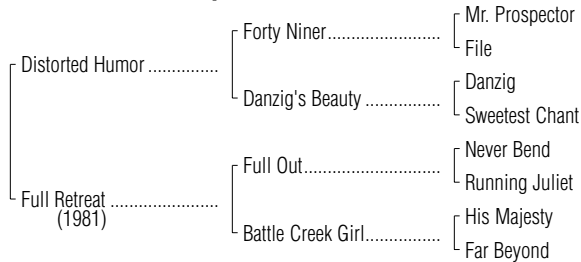 Mr. Prospector
Forty Niner....................
File
Distorted Humor ...............
Danzig
Danzig's Beauty ................
Sweetest Chant
Never Bend
Full Out.........................
Running Juliet
Full Retreat ......................
(1981)
His Majesty
Battle Creek Girl................
Far Beyond